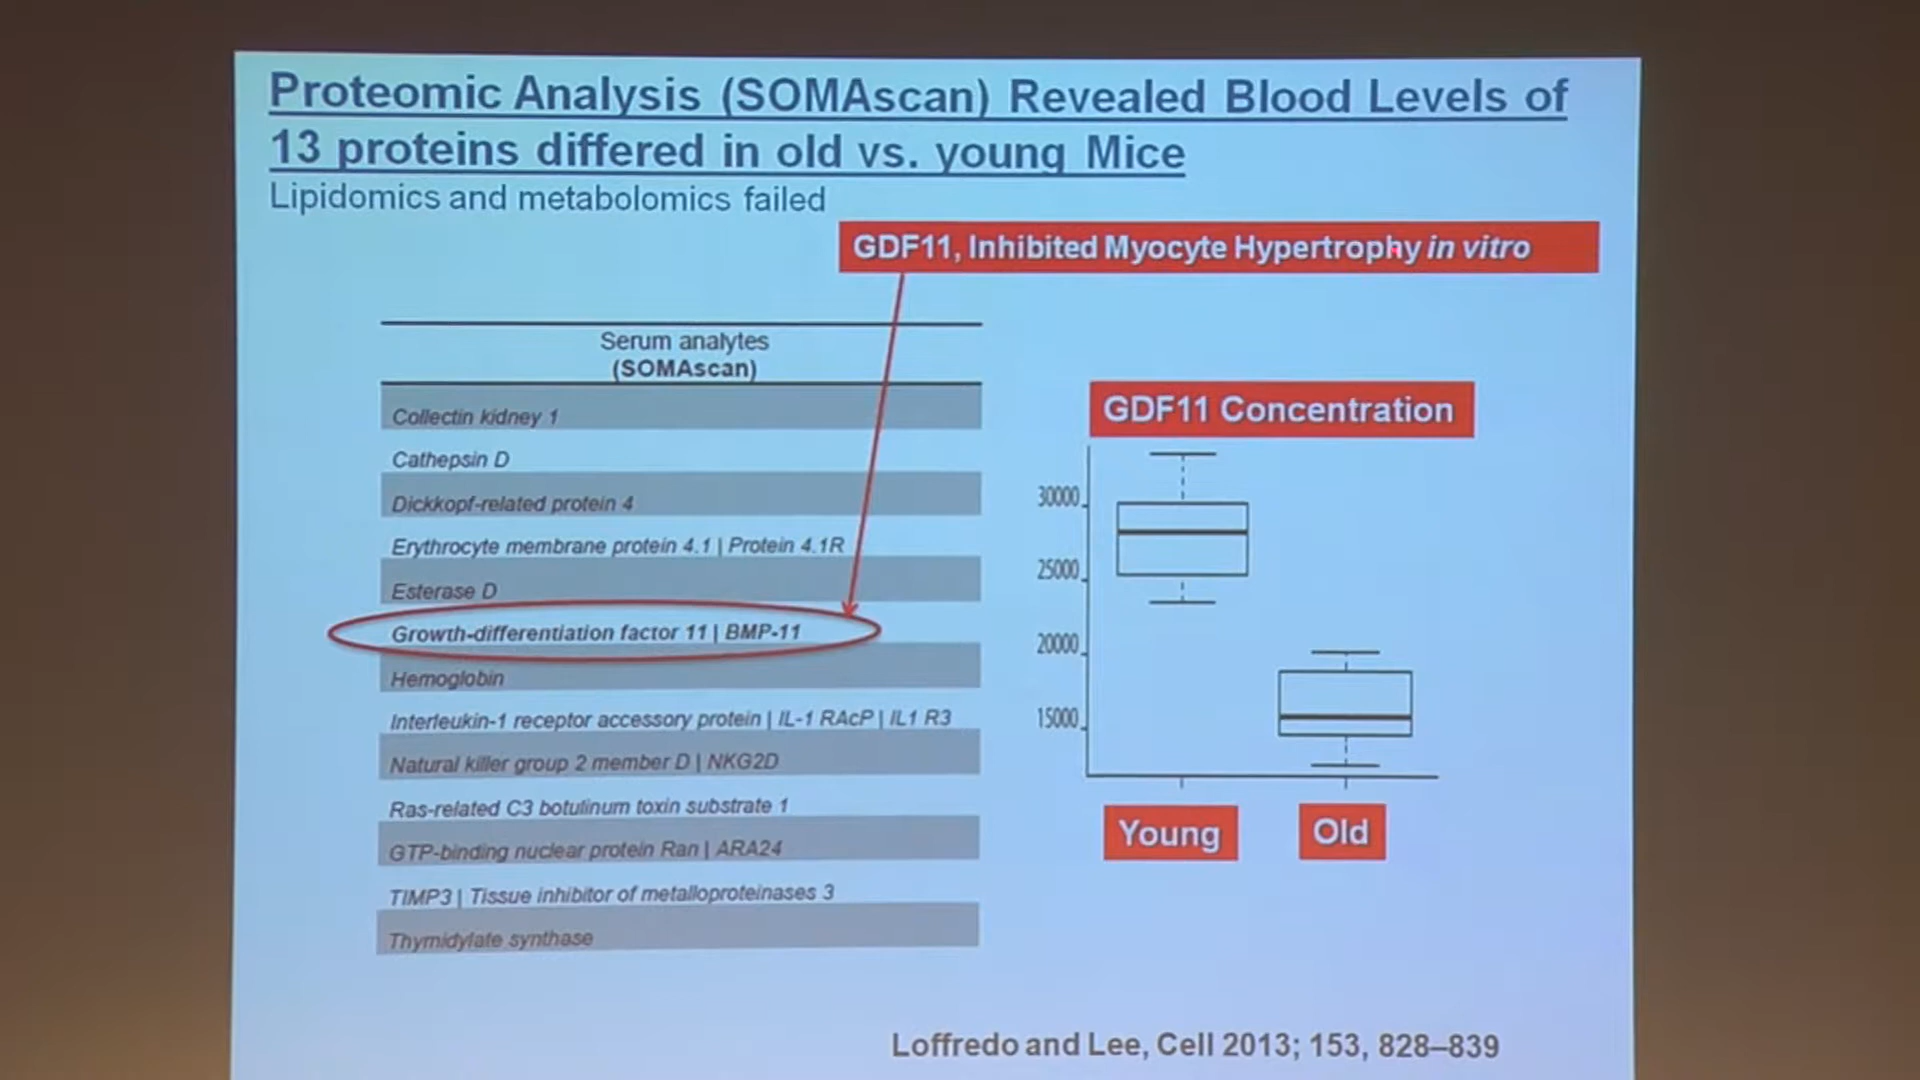 Proteomic Analysis (SOMAscan) Revealed Blood Levels of
13 proteins differed in old vs. young Mice
Lipidomics and metabolomics failed
GDF11, Inhibited Myocyte Hypertrophy in vitro
Serum analytes
(SOMAscan)
Collectin kidney 1
Cathepsin D
Dickkopf-related protein 4
Erythrocyte membrane protein 4.1 | Protein 4.1R
Esterase D
Growth-differentiation factor 11 | BMP-11
Hemoglobin
Interleukin-1 receptor accessory protein | IL-1 RAcP | IL1 R3
Natural killer group 2 member D | NKG2D
Ras-related C3 botulinum toxin substrate 1
GTP-binding nuclear protein Ran | ARA24
TIMP3 | Tissue inhibitor of metalloproteinases 3
Thymidylate synthase
GDF11 Concentration
30000
25000
20000
15000
Young
Old
Loffredo and Lee, Cell 2013; 153, 828–839